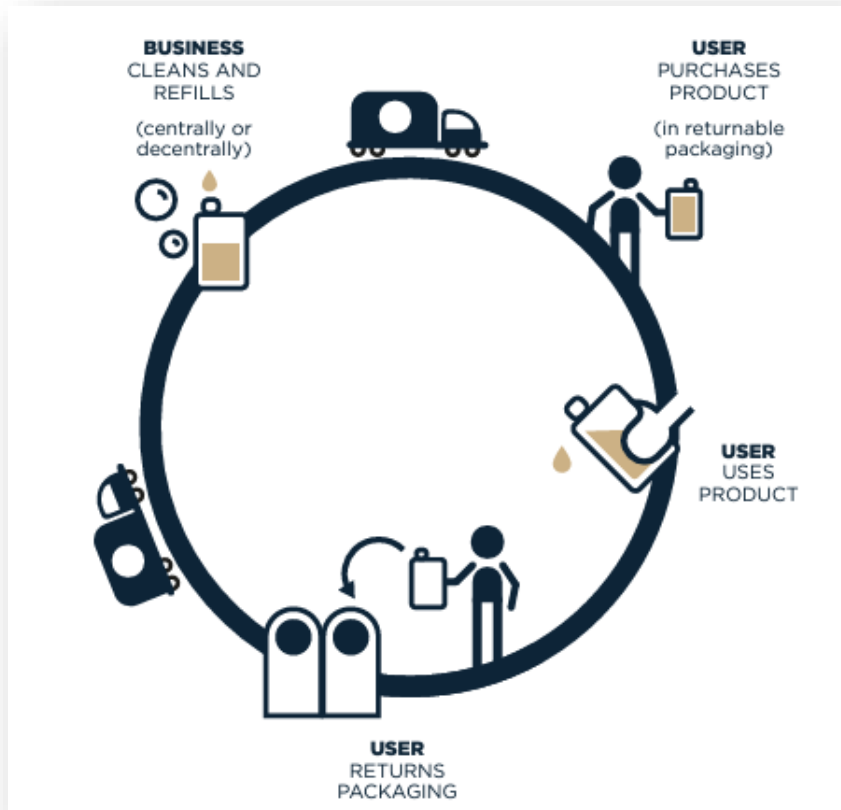 BUSINESS
CLEANS AND
REFILLS
(centrally or
decentrally)
USER
PURCHASES
PRODUCT
(in returnable
packaging)
USER
USES
PRODUCT
USER
RETURNS
PACKAGING